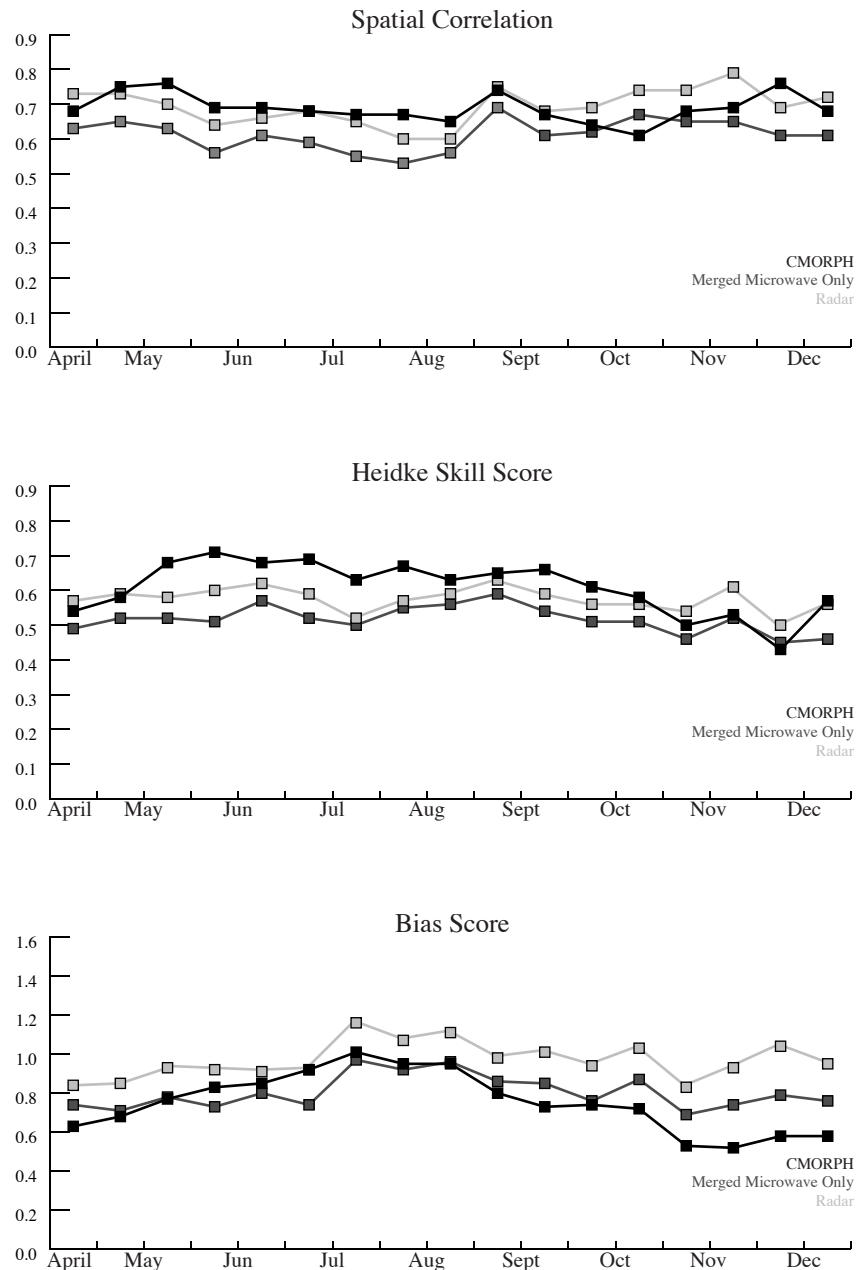 Spatial Correlation
0.9
0.8
0.7
0.6
0.5
0.4
0.3
0.2
0.1
0.0
CMORPH
Merged Microwave Only
Radar
April May Jun Jul Aug Sept Oct Nov Dec
Heidke Skill Score
0.9
0.8
0.7
0.6
0.5
0.4
0.3
0.2
0.1
0.0
CMORPH
Merged Microwave Only
Radar
April May Jun Jul Aug Sept Oct Nov Dec
Bias Score
1.6
1.4
1.2
1.0
0.8
0.6
0.4
0.2
0.0
CMORPH
Merged Microwave Only
Radar
April May Jun Jul Aug Sept Oct Nov Dec